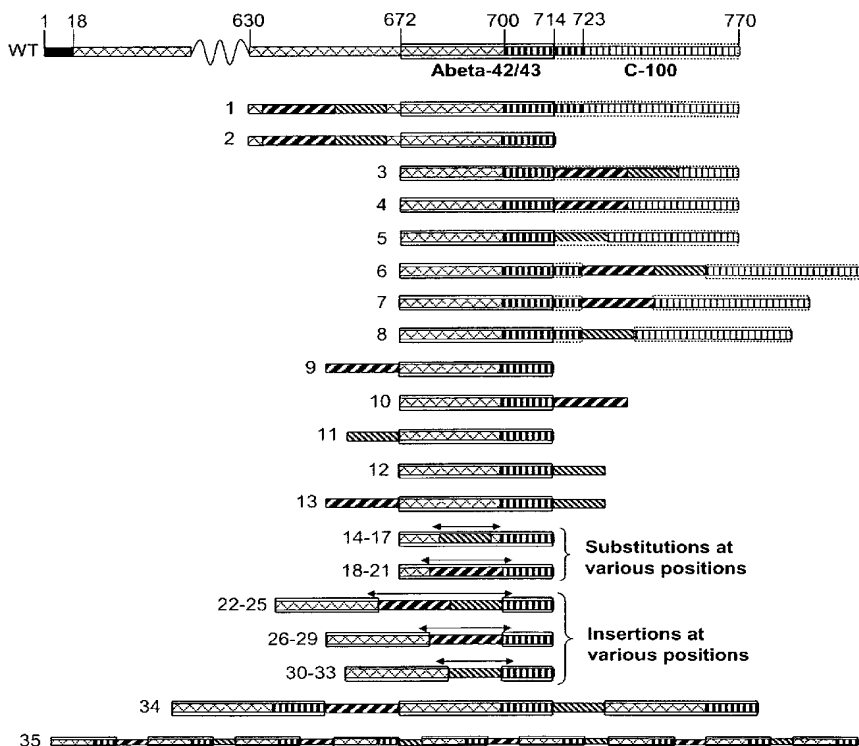 1 18 630 672 700 714 723 770
WT
Abeta-42/43 C-100
1
2
3
4
5
6
7
8
9
10
11
12
13
14-17
18-21
Substitutions at
various positions
22-25
26-29
30-33
Insertions at
various positions
34
35